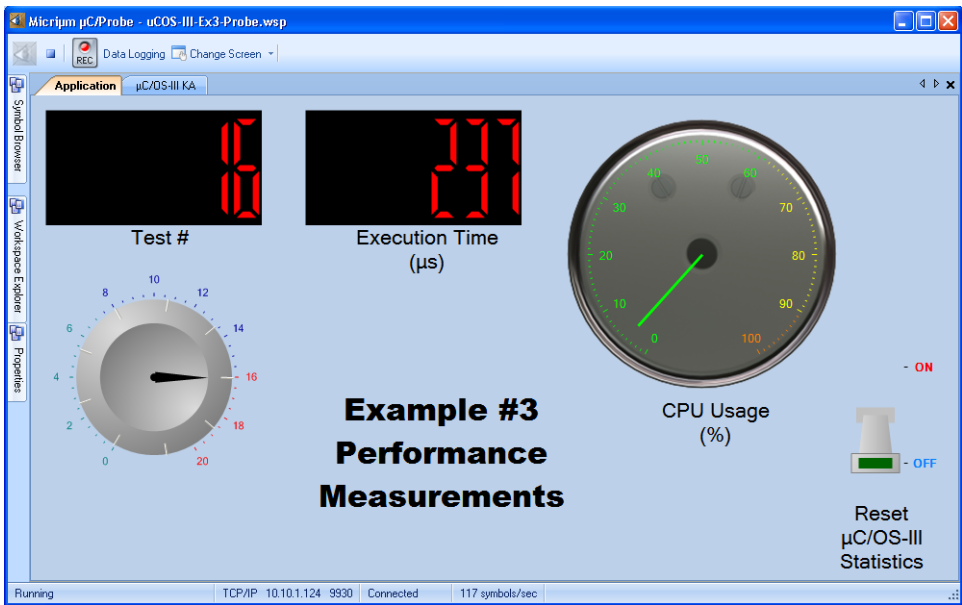 Micriµm µC/Probe - uCOS-III-Ex3-Probe.wsp
REC Data Logging Change Screen
Application µC/OS-III KA
Symbol Browser
Workspace Explorer
Properties
16
Test #
237
Execution Time
(µs)
0 10 20 30 40 50 60 70 80 90 100
CPU Usage
(%)
0 2 4 6 8 10 12 14 16 18 20
Example #3
Performance
Measurements
- ON
- OFF
Reset
µC/OS-III
Statistics
Running TCP/IP 10.10.1.124 9930 Connected 117 symbols/sec